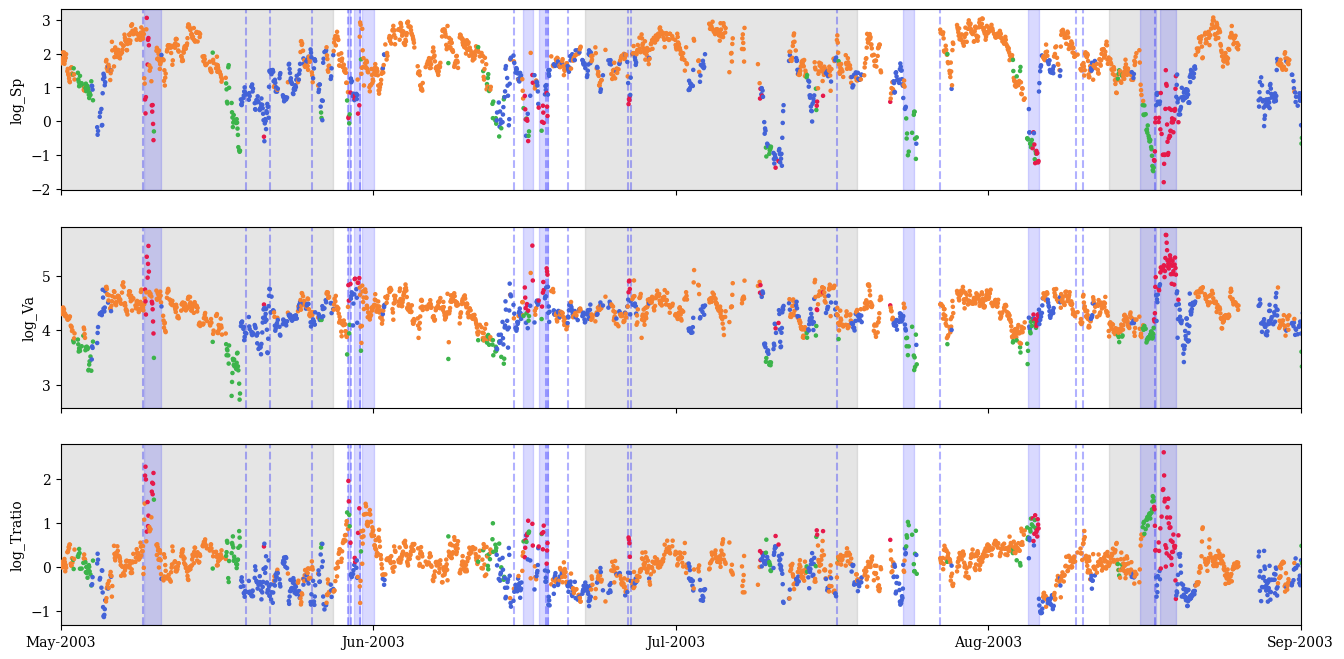 log_Sp
3
2
1
0
−1
−2
log_Va
5
4
3
log_Tratio
2
1
0
−1
May-2003
Jun-2003
Jul-2003
Aug-2003
Sep-2003